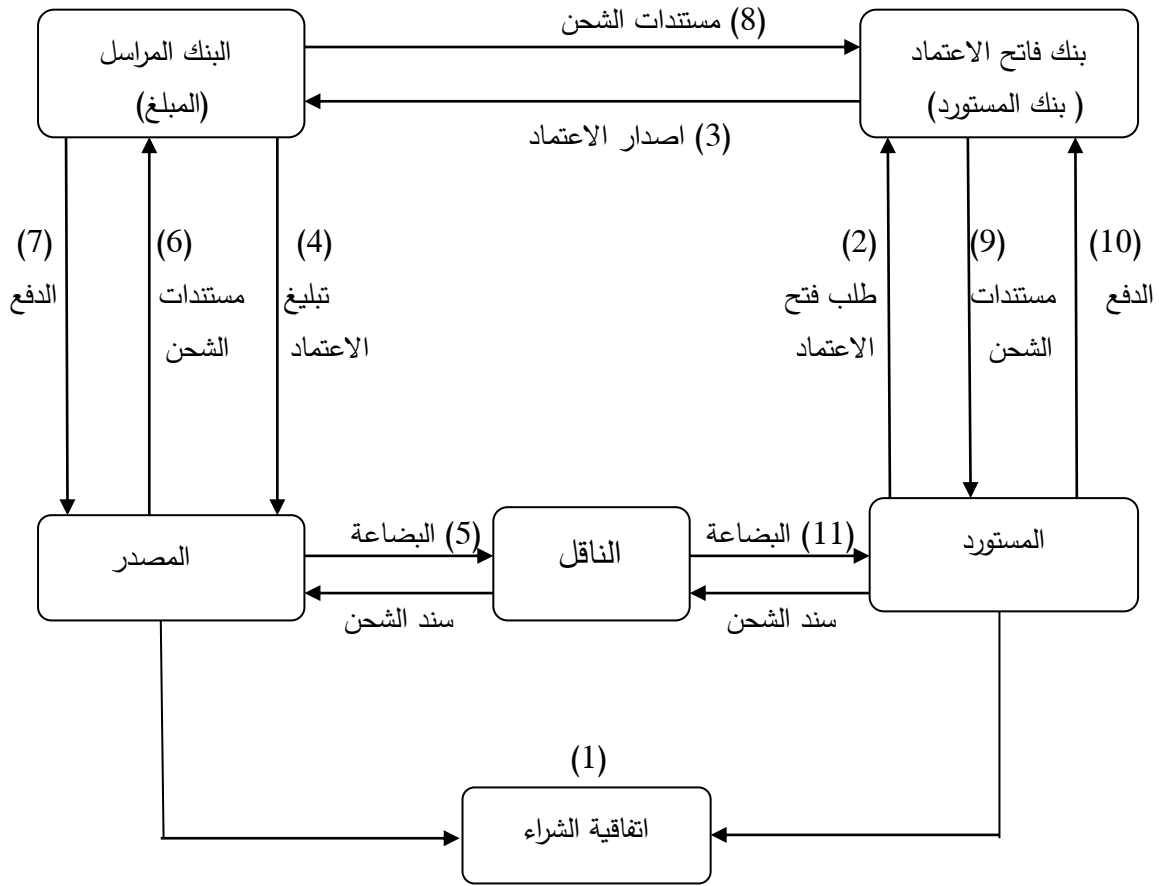 (8) مستندات الشحن
بنك فاتح الاعتماد
( بنك المستورد)
البنك المراسل
(المبلغ)
(3) اصدار الاعتماد
(10)
الدفع
(9)
مستندات
الشحن
(2)
طلب فتح
الاعتماد
(4)
تبليغ
الاعتماد
(6)
مستندات
الشحن
(7)
الدفع
المستورد
(11) البضاعة
سند الشحن
الناقل
(5) البضاعة
سند الشحن
المصدر
(1)
اتفاقية الشراء